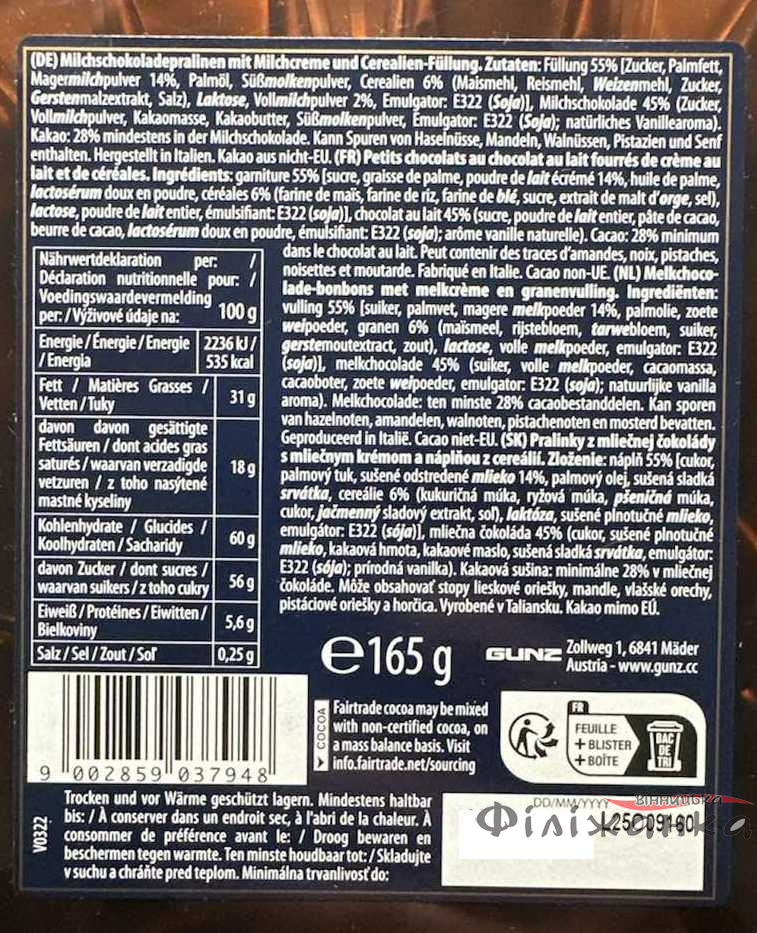 (DE) Milchschokoladepralinen mit Milchcreme und Cerealien-Füllung. Zutaten: Füllung 55% [Zucker, Palmfett,
Magermilchpulver 14%, Palmöl, Süßmolkenpulver, Cerealien 6% (Maismehl, Reismehl, Weizenmehl, Zucker,
Gerstenmalzextrakt, Salz), Laktose, Vollmilchpulver 2%, Emulgator: E322 (Soja)], Milchschokolade 45% (Zucker,
Vollmilchpulver, Kakaomasse, Kakaobutter, Süßmolkenpulver, Emulgator: E322 (Soja); natürliches Vanillearoma).
Kakao: 28% mindestens in der Milchschokolade. Kann Spuren von Haselnüsse, Mandeln, Walnüssen, Pistazien und Senf
enthalten. Hergestellt in Italien. Kakao aus nicht-EU. (FR) Petits chocolats au chocolat au lait fourrés de crème au
lait et de céréales. Ingrédients: garniture 55% [sucre, graisse de palme, poudre de lait écrémé 14%, huile de palme,
lactosérum doux en poudre, céréales 6% (farine de maïs, farine de riz, farine de blé, sucre, extrait de malt d'orge, sel),
lactose, poudre de lait entier, émulsifiant: E322 (soja)], chocolat au lait 45% (sucre, poudre de lait entier, pâte de cacao,
beurre de cacao, lactosérum doux en poudre, émulsifiant: E322 (soja); arôme vanille naturelle). Cacao: 28% minimum
dans le chocolat au lait. Peut contenir des traces d'amandes, noix, pistaches,
noisettes et moutarde. Fabriqué en Italie. Cacao non-UE. (NL) Melkchoco-
lade-bonbons met melkcrème en granenvulling. Ingrediënten:
vulling 55% [suiker, palmvet, magere melkpoeder 14%, palmolie, zoete
weipoeder, granen 6% (maïsmeel, rijstebloem, tarwebloem, suiker,
gerstemoutextract, zout), lactose, volle melkpoeder, emulgator: E322
(soja)], melkchocolade 45% (suiker, volle melkpoeder, cacaomassa,
cacaoboter, zoete weipoeder, emulgator: E322 (soja); natuurlijke vanilla
aroma). Melkchocolade: ten minste 28% cacaobestanddelen. Kan sporen
van hazelnoten, amandelen, walnoten, pistachenoten en mosterd bevatten.
Geproduceerd in Italië. Cacao niet-EU. (SK) Pralinky z mliečnej čokolády
s mliečnym krémom a náplňou z cereálií. Zloženie: náplň 55% [cukor,
palmový tuk, sušené odstredené mlieko 14%, palmový olej, sušená sladká
srvátka, cereálie 6% (kukuričná múka, ryžová múka, pšeničná múka,
cukor, jačmenný sladový extrakt, soľ), laktóza, sušené plnotučné mlieko,
emulgátor: E322 (sója)], mliečna čokoláda 45% (cukor, sušené plnotučné
mlieko, kakaová hmota, kakaové maslo, sušená sladká srvátka, emulgátor:
E322 (sója); prírodná vanilka). Kakaová sušina: minimálne 28% v mliečnej
čokoláde. Môže obsahovať stopy lieskové oriešky, mandle, vlašské orechy,
pistáciové oriešky a horčica. Vyrobené v Taliansku. Kakao mimo EÚ.
Nährwertdeklaration per: /
Déclaration nutritionnelle pour: /
Voedingswaardevermelding
per: / Výživové údaje na: 100 g
Energie / Énergie / Energie 2236 kJ /
/ Energia 535 kcal
Fett / Matières Grasses /
Vetten / Tuky 31 g
davon davon gesättigte
Fettsäuren / dont acides gras
saturés / waarvan verzadigde 18 g
vetzuren / z toho nasýtené
mastné kyseliny
Kohlenhydrate / Glucides /
Koolhydraten / Sacharidy 60 g
davon Zucker / dont sucres /
waarvan suikers / z toho cukry 56 g
Eiweiß / Protéines / Eiwitten /
Bielkoviny 5,6 g
Salz / Sel / Zout / Soľ 0,25 g
e 165 g
GUNZ
Zollweg 1, 6841 Mäder
Austria - www.gunz.cc
COCOA
Fairtrade cocoa may be mixed
with non-certified cocoa, on
a mass balance basis. Visit
info.fairtrade.net/sourcing
FR
FEUILLE
+ BLISTER
+ BOÎTE
BAC
DE
TRI
9 002859 037948
V0322
Trocken und vor Wärme geschützt lagern. Mindestens haltbar
bis: / À conserver dans un endroit sec, à l'abri de la chaleur. À
consommer de préférence avant le: / Droog bewaren en
beschermen tegen warmte. Ten minste houdbaar tot: / Skladujte
v suchu a chráňte pred teplom. Minimálna trvanlivosť do:
DD/MM/YYYY
L25C09160
Вінницька
Філіжанка